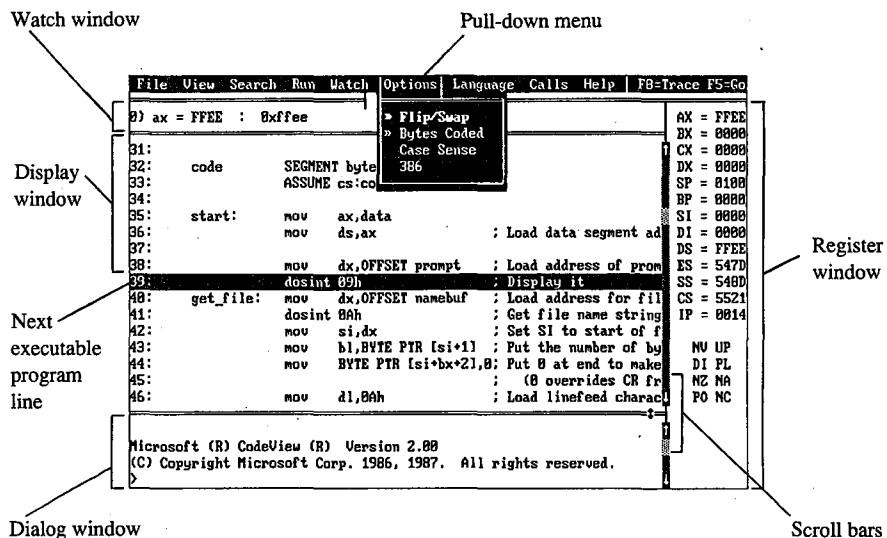 Watch window
Pull-down menu
File View Search Run Watch Options Language Calls Help F8=Trace F5=Go
0) ax = FFEE : 0xffee
» Flip/Swap
» Bytes Coded
Case Sense
386
AX = FFEE
BX = 0000
CX = 0000
DX = 0000
SP = 0100
BP = 0000
SI = 0000
DI = 0000
DS = FFEE
ES = 547D
SS = 548D
CS = 5521
IP = 0014
NV UP
DI PL
NZ NA
PO NC
Display
window
31:
32: code SEGMENT byte
33: ASSUME cs:co
34:
35: start: mov ax,data
36: mov ds,ax ; Load data segment ad
37:
38: mov dx,OFFSET prompt ; Load address of prom
39: dosint 09h ; Display it
40: get_file: mov dx,OFFSET namebuf ; Load address for fil
41: dosint 0Ah ; Get file name string
42: mov si,dx ; Set SI to start of f
43: mov bl,BYTE PTR [si+1] ; Put the number of by
44: mov BYTE PTR [si+bx+2],0; Put 0 at end to make
45: ; (0 overrides CR fr
46: mov dl,0Ah ; Load linefeed charac
Register
window
Next
executable
program
line
Microsoft (R) CodeView (R) Version 2.00
(C) Copyright Microsoft Corp. 1986, 1987. All rights reserved.
>
Dialog window
Scroll bars